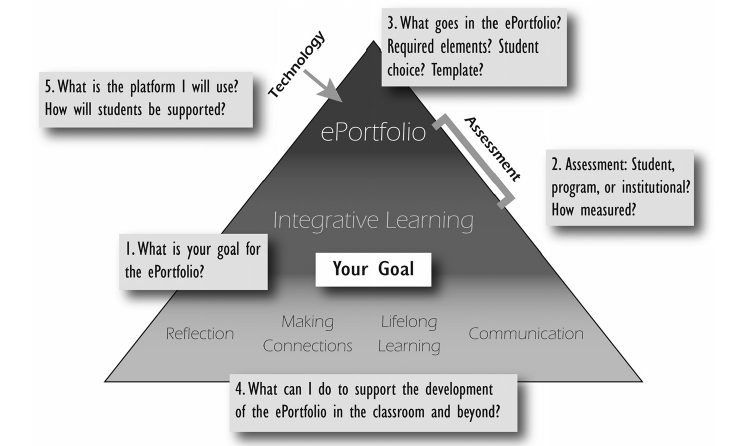 3. What goes in the ePortfolio?
Required elements? Student
choice? Template?
Technology
5. What is the platform I will use?
How will students be supported?
ePortfolio
Assessment
2. Assessment: Student,
program, or institutional?
How measured?
Integrative Learning
1. What is your goal for
the ePortfolio?
Your Goal
Reflection
Making
Connections
Lifelong
Learning
Communication
4. What can I do to support the development
of the ePortfolio in the classroom and beyond?